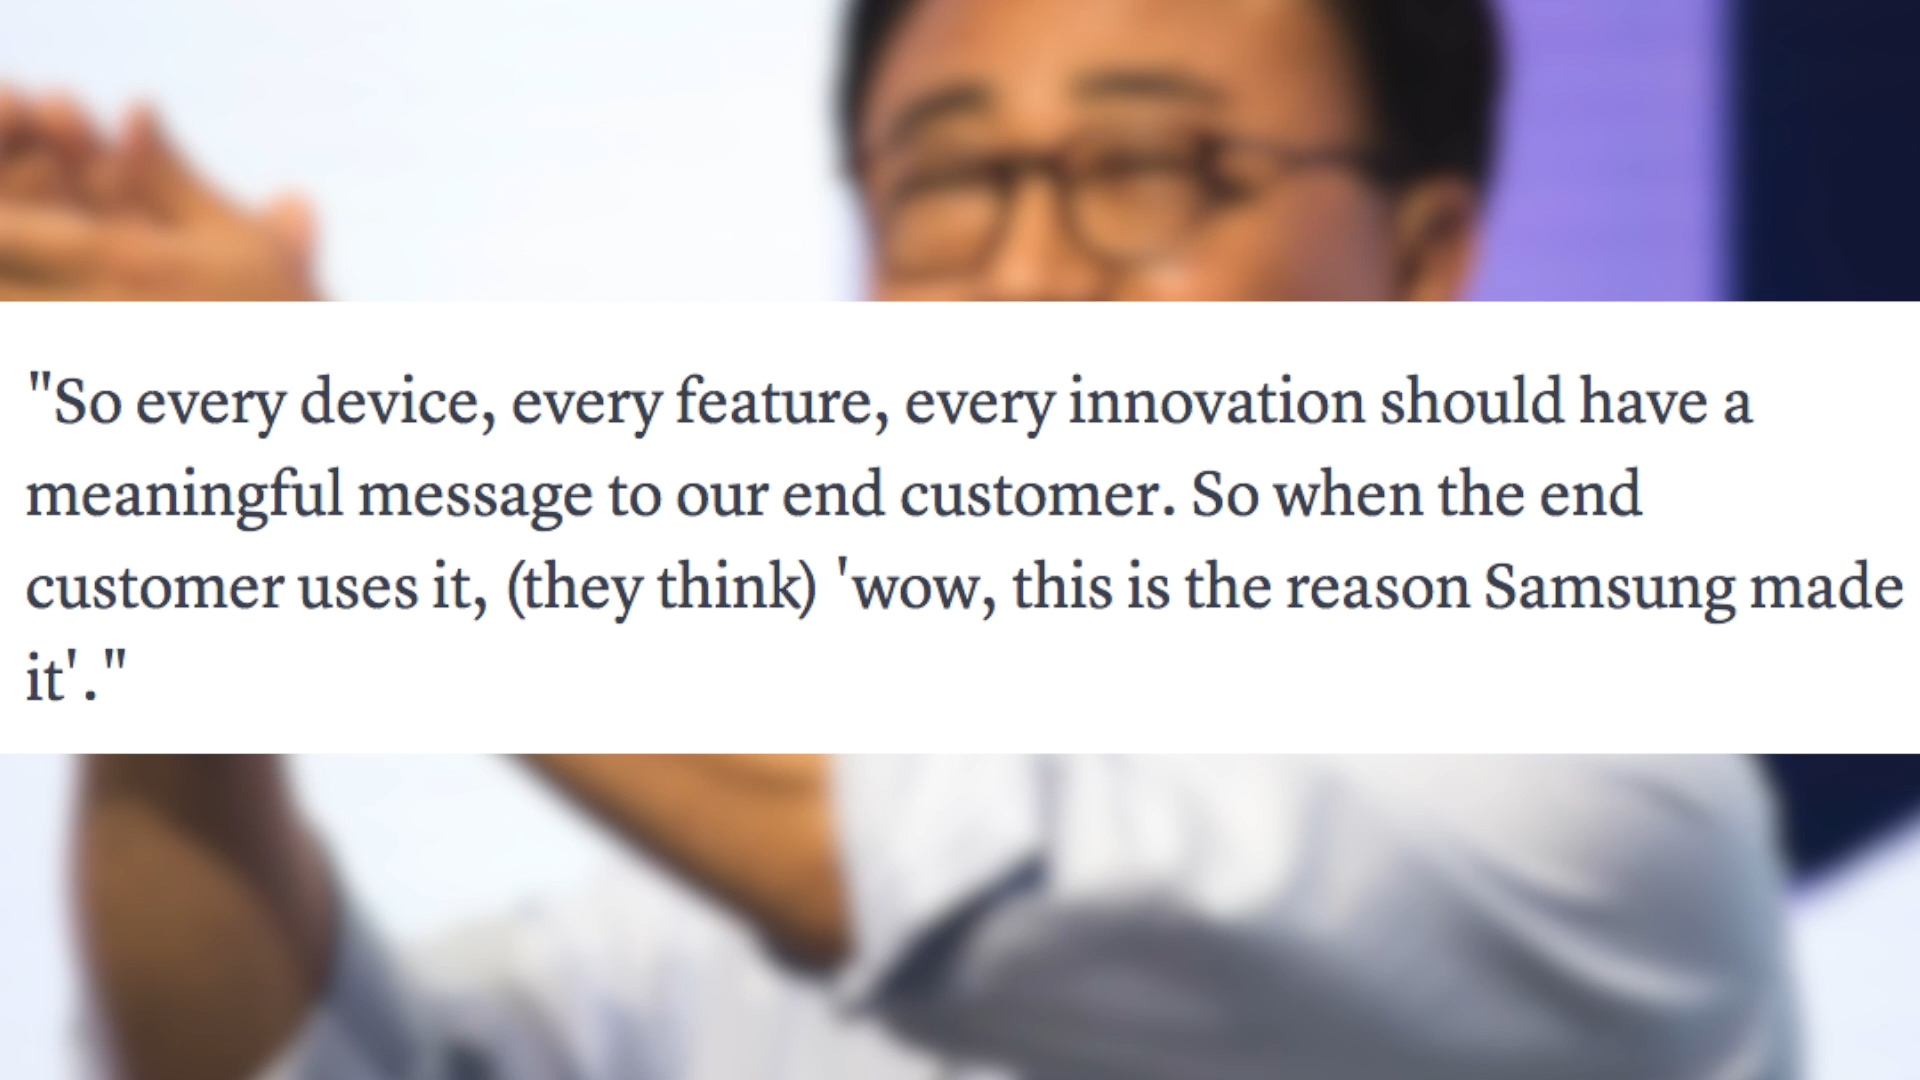 "So every device, every feature, every innovation should have a
meaningful message to our end customer. So when the end
customer uses it, (they think) 'wow, this is the reason Samsung made
it'."